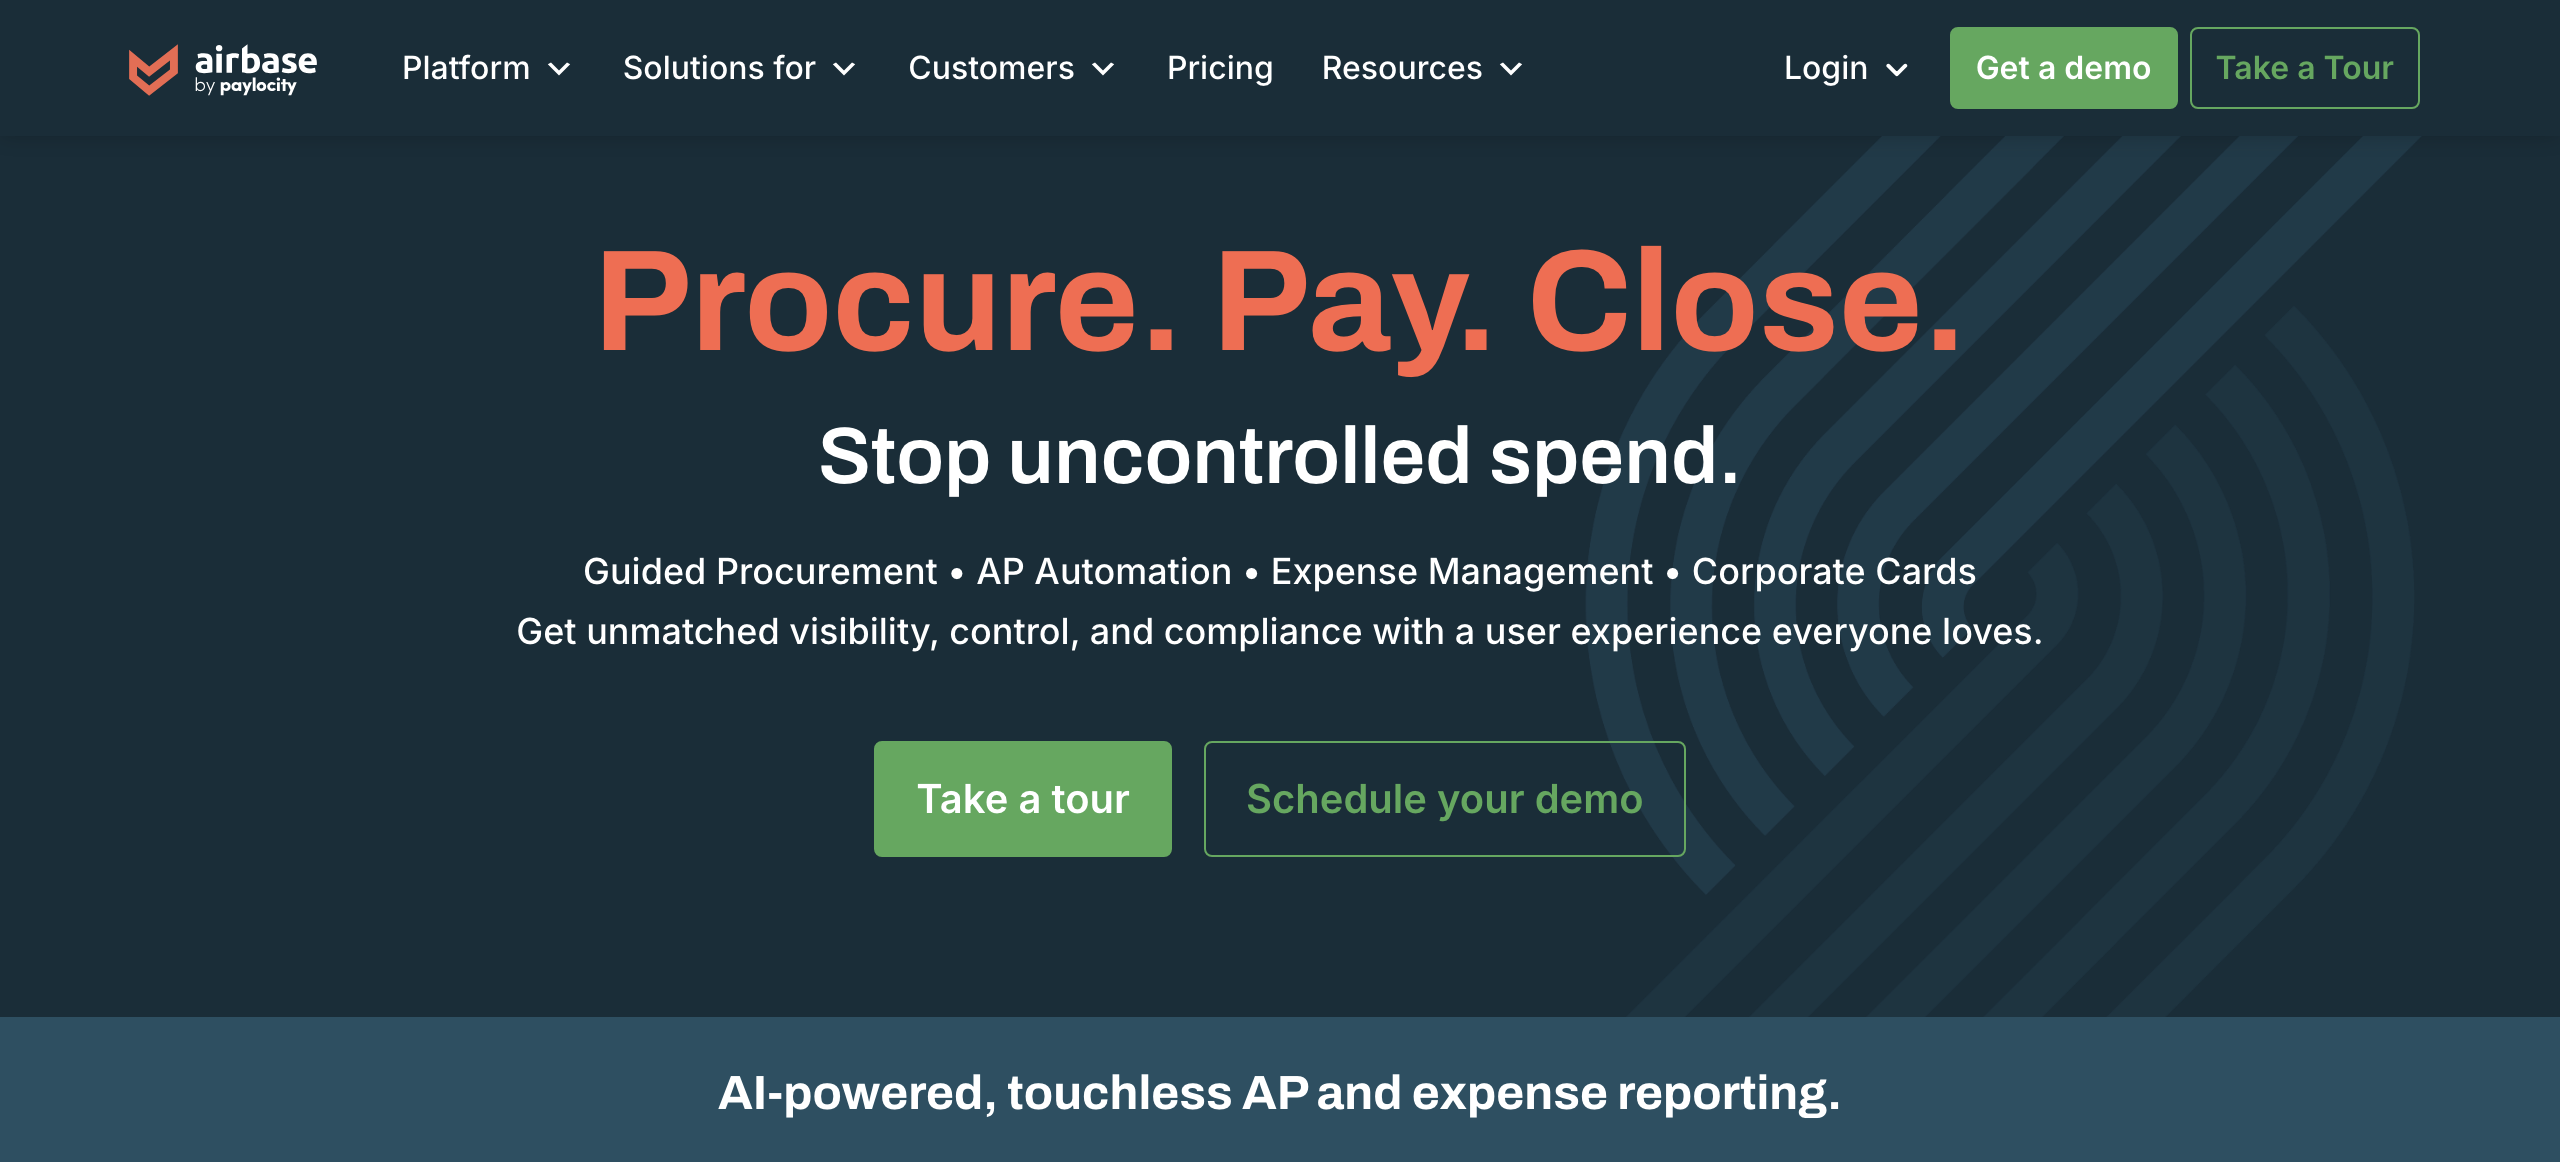 airbase
by paylocity
Platform
Solutions for
Customers
Pricing
Resources
Login
Get a demo
Take a Tour
Procure. Pay. Close.
Stop uncontrolled spend.
Guided Procurement • AP Automation • Expense Management • Corporate Cards
Get unmatched visibility, control, and compliance with a user experience everyone loves.
Take a tour
Schedule your demo
AI-powered, touchless AP and expense reporting.